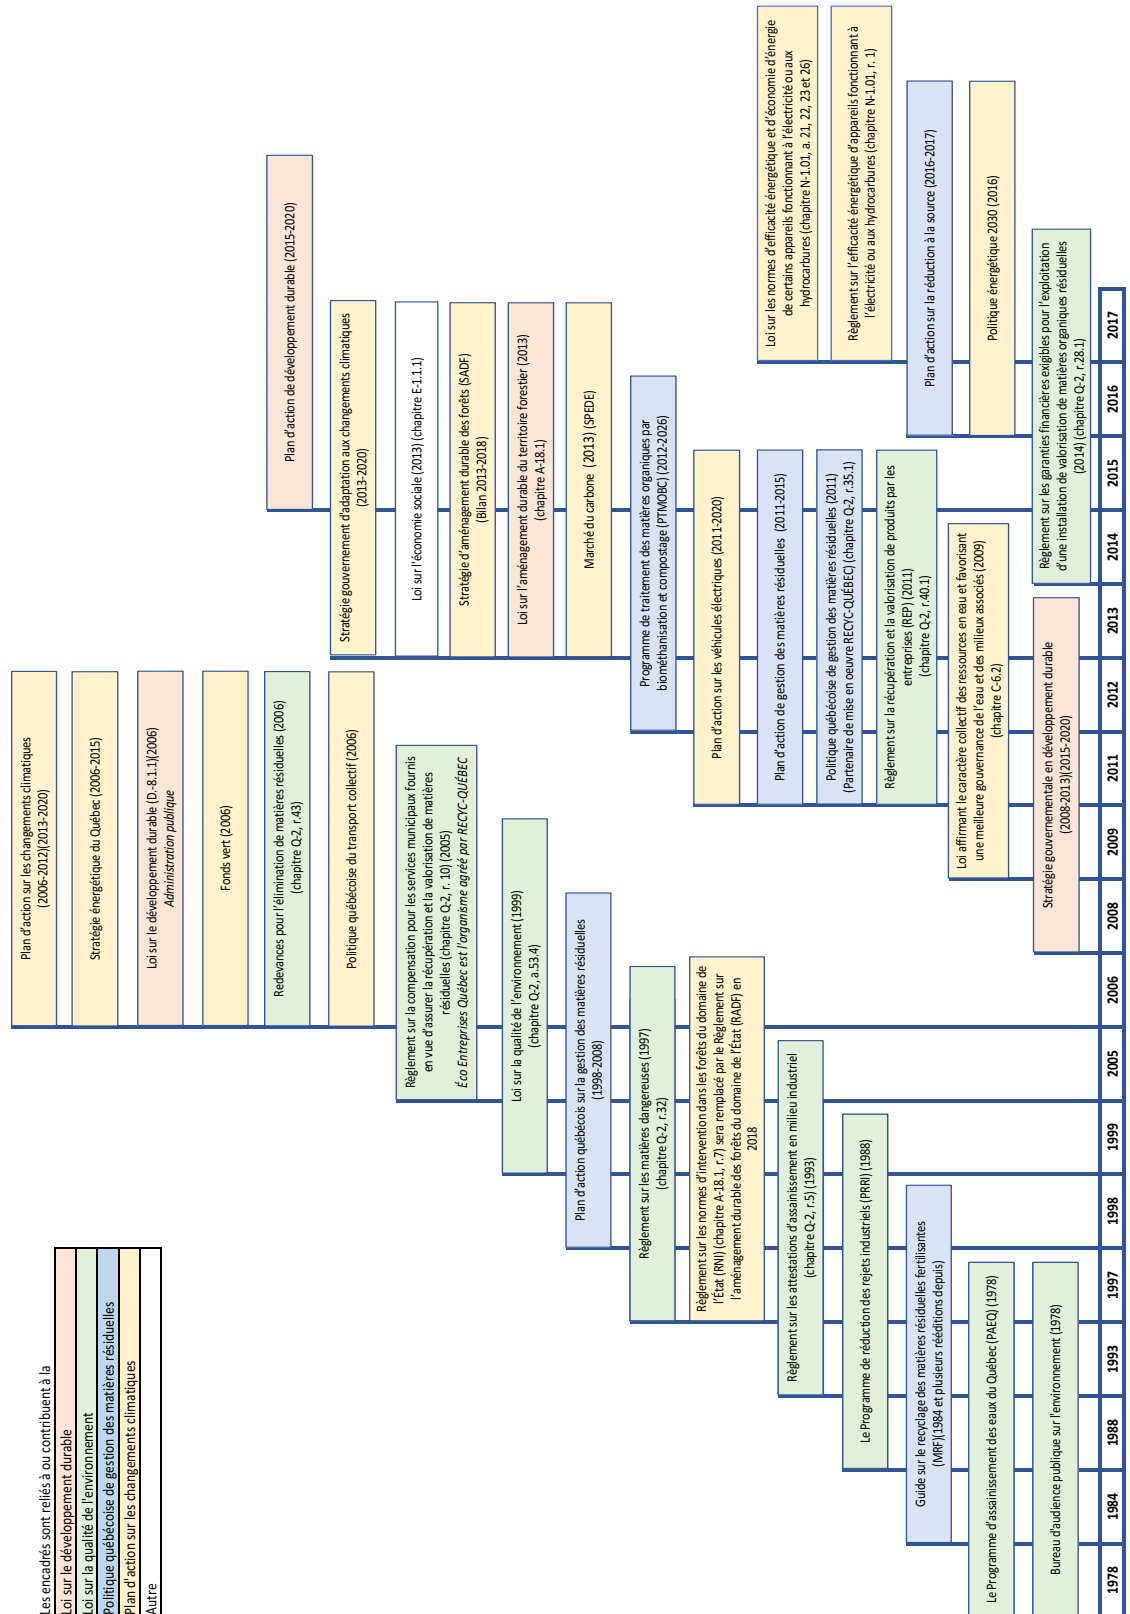 Les encadrés sont reliés à ou contribuent à la
Loi sur le développement durable
Loi sur la qualité de l'environnement
Politique québécoise de gestion des matières résiduelles
Plan d'action sur les changements climatiques
Autre
Plan d'action sur les changements climatiques
(2006-2012)(2013-2020)
Stratégie énergétique du Québec (2006-2015)
Loi sur le développement durable (D.-8.1.1)(2006)
Administration publique
Fonds vert (2006)
Redevances pour l'élimination de matières résiduelles (2006)
(chapitre Q-2, r.43)
Politique québécoise du transport collectif (2006)
Règlement sur la compensation pour les services municipaux fournis
en vue d'assurer la récupération et la valorisation de matières
résiduelles (chapitre Q-2, r. 10) (2005)
Éco Entreprises Québec est l'organisme agréé par RECYC-QUÉBEC
Loi sur la qualité de l'environnement (1999)
(chapitre Q-2, a.53.4)
Plan d'action québécois sur la gestion des matières résiduelles
(1998-2008)
Règlement sur les matières dangereuses (1997)
(chapitre Q-2, r.32)
Règlement sur les normes d'intervention dans les forêts du domaine de
l'État (RNI) (chapitre A-18.1, r.7) sera remplacé par le Règlement sur
l'aménagement durable des forêts du domaine de l'État (RADF) en
2018
Règlement sur les attestations d'assainissement en milieu industriel
(chapitre Q-2, r.5) (1993)
Le Programme de réduction des rejets industriels (PRRI) (1988)
Guide sur le recyclage des matières résiduelles fertilisantes
(MRF)(1984 et plusieurs rééditions depuis)
Le Programme d'assainissement des eaux du Québec (PAEQ) (1978)
Bureau d'audience publique sur l'environnement (1978)
Plan d'action de développement durable (2015-2020)
Stratégie gouvernement d'adaptation aux changements climatiques
(2013-2020)
Loi sur l'économie sociale (2013) (chapitre E-1.1.1)
Stratégie d'aménagement durable des forêts (SADF)
(Bilan 2013-2018)
Loi sur l'aménagement durable du territoire forestier (2013)
(chapitre A-18.1)
Marché du carbone (2013) (SPEDE)
Programme de traitement des matières organiques par
biométhanisation et compostage (PTMOBC) (2012-2026)
Plan d'action sur les véhicules électriques (2011-2020)
Plan d'action de gestion des matières résiduelles (2011-2015)
Politique québécoise de gestion des matières résiduelles (2011)
(Partenaire de mise en oeuvre RECYC-QUÉBEQ) (chapitre Q-2, r.35.1)
Règlement sur la récupération et la valorisation de produits par les
entreprises (REP) (2011)
(chapitre Q-2, r.40.1)
Loi affirmant le caractère collectif des ressources en eau et favorisant
une meilleure gouvernance de l'eau et des milieux associés (2009)
(chapitre C-6.2)
Stratégie gouvernementale en développement durable
(2008-2013)(2015-2020)
Loi sur les normes d'efficacité énergétique et d'économie d'énergie
de certains appareils fonctionnant à l'électricité ou aux
hydrocarbures (chapitre N-1.01, a. 21, 22, 23 et 26)
Règlement sur l'efficacité énergétique d'appareils fonctionnant à
l'électricité ou aux hydrocarbures (chapitre N-1.01, r. 1)
Plan d'action sur la réduction à la source (2016-2017)
Politique énergétique 2030 (2016)
Règlement sur les garanties financières exigibles pour l'exploitation
d'une installation de valorisation de matières organiques résiduelles
(2014) (chapitre Q-2, r.28.1)
1978
1984
1988
1993
1997
1998
1999
2005
2006
2008
2009
2011
2012
2013
2014
2015
2016
2017